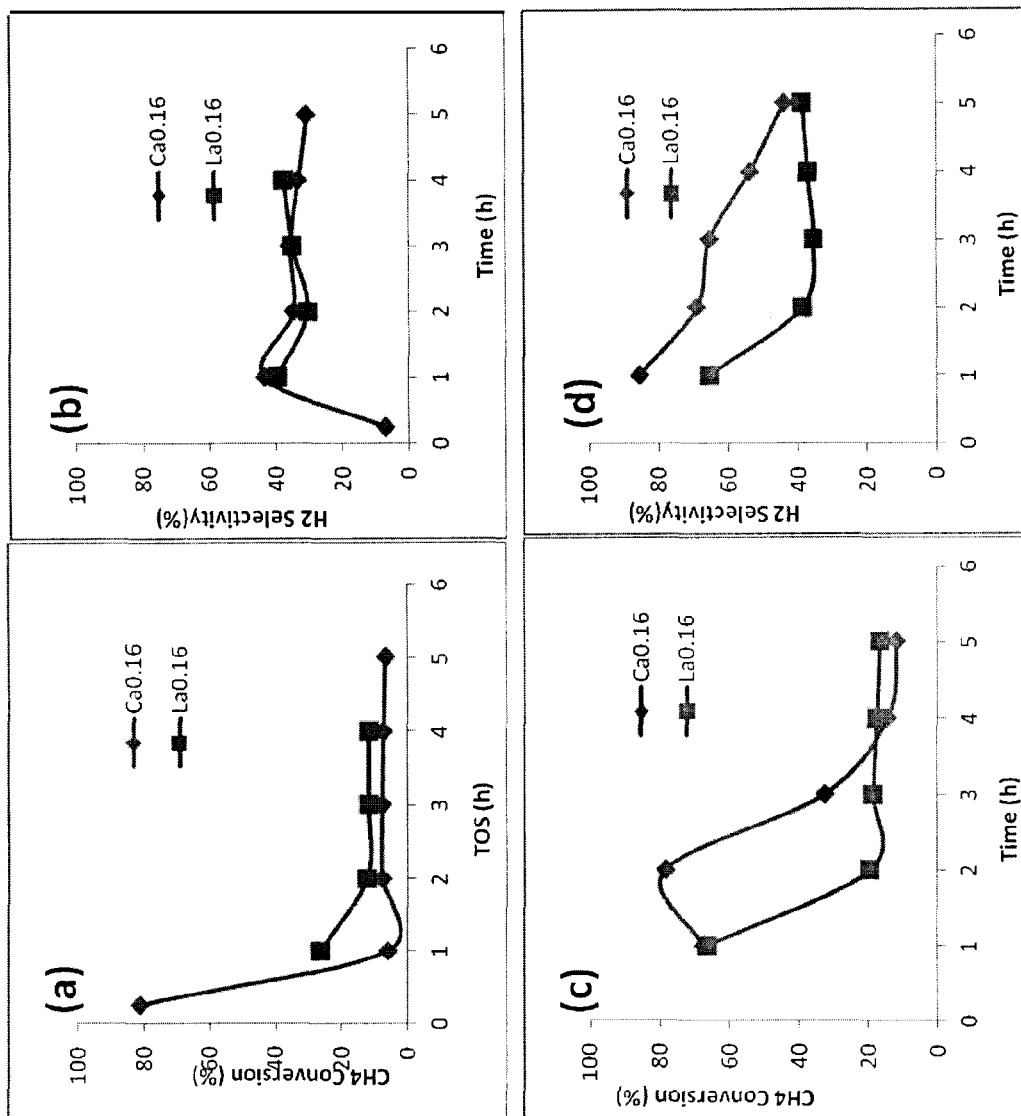 (a)
CH4 Conversion (%)
100
80
60
40
20
0
0 1 2 3 4 5 6
TOS (h)
Ca0.16
La0.16
(b)
H2 Selectivity(%)
100
80
60
40
20
0
0 1 2 3 4 5 6
Time (h)
Ca0.16
La0.16
(c)
CH4 Conversion (%)
100
80
60
40
20
0
0 1 2 3 4 5 6
Time (h)
Ca0.16
La0.16
(d)
H2 Selectivity(%)
100
80
60
40
20
0
0 1 2 3 4 5 6
Time (h)
Ca0.16
La0.16